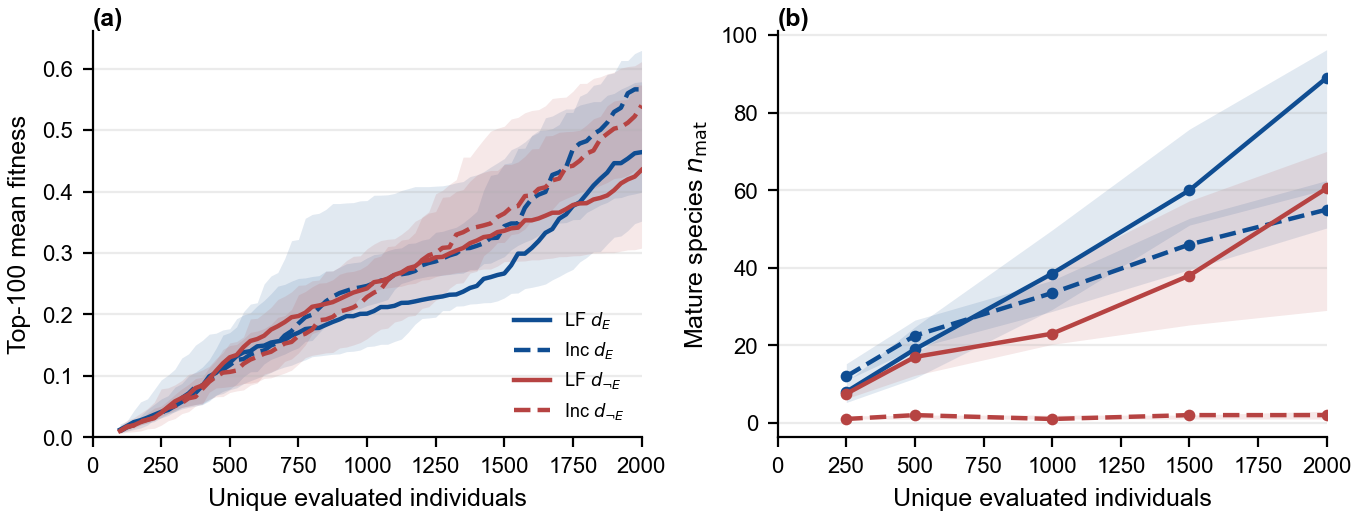 (a)
Top-100 mean fitness
0.6
0.5
0.4
0.3
0.2
0.1
0.0
0 250 500 750 1000 1250 1500 1750 2000
Unique evaluated individuals
LF d_E
Inc d_E
LF d_¬E
Inc d_¬E
(b)
Mature species n_mat
100
80
60
40
20
0
0 250 500 750 1000 1250 1500 1750 2000
Unique evaluated individuals